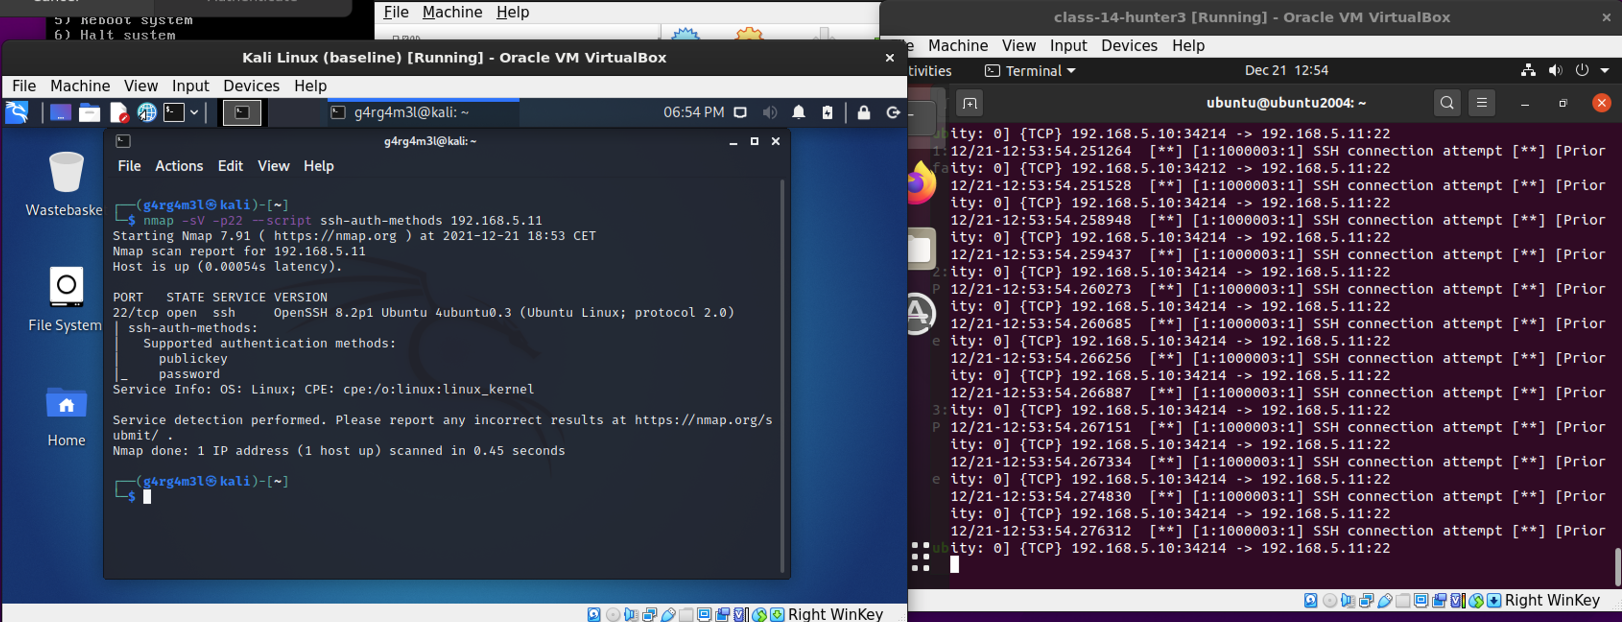 5) Reboot system
6) Halt system
File Machine Help
class-14-hunter3 [Running] - Oracle VM VirtualBox
Machine View Input Devices Help
Kali Linux (baseline) [Running] - Oracle VM VirtualBox
File Machine View Input Devices Help
g4rg4m3l@kali: ~
06:54 PM
Terminal
Dec 21 12:54
ubuntu@ubuntu2004: ~
g4rg4m3l@kali: ~
File Actions Edit View Help
Wastebaske
File System
Home
┌──(g4rg4m3l㉿kali)-[~]
└─$ nmap -sV -p22 --script ssh-auth-methods 192.168.5.11
Starting Nmap 7.91 ( https://nmap.org ) at 2021-12-21 18:53 CET
Nmap scan report for 192.168.5.11
Host is up (0.00054s latency).
PORT   STATE SERVICE VERSION
22/tcp open  ssh     OpenSSH 8.2p1 Ubuntu 4ubuntu0.3 (Ubuntu Linux; protocol 2.0)
| ssh-auth-methods:
|   Supported authentication methods:
|     publickey
|_    password
Service Info: OS: Linux; CPE: cpe:/o:linux:linux_kernel
Service detection performed. Please report any incorrect results at https://nmap.org/s
ubmit/ .
Nmap done: 1 IP address (1 host up) scanned in 0.45 seconds
┌──(g4rg4m3l㉿kali)-[~]
└─$
ity: 0] {TCP} 192.168.5.10:34214 -> 192.168.5.11:22
12/21-12:53:54.251264  [**] [1:1000003:1] SSH connection attempt [**] [Prior
ity: 0] {TCP} 192.168.5.10:34212 -> 192.168.5.11:22
12/21-12:53:54.251528  [**] [1:1000003:1] SSH connection attempt [**] [Prior
ity: 0] {TCP} 192.168.5.10:34214 -> 192.168.5.11:22
12/21-12:53:54.258948  [**] [1:1000003:1] SSH connection attempt [**] [Prior
ity: 0] {TCP} 192.168.5.10:34214 -> 192.168.5.11:22
12/21-12:53:54.259437  [**] [1:1000003:1] SSH connection attempt [**] [Prior
ity: 0] {TCP} 192.168.5.10:34214 -> 192.168.5.11:22
12/21-12:53:54.260273  [**] [1:1000003:1] SSH connection attempt [**] [Prior
ity: 0] {TCP} 192.168.5.10:34214 -> 192.168.5.11:22
12/21-12:53:54.260685  [**] [1:1000003:1] SSH connection attempt [**] [Prior
ity: 0] {TCP} 192.168.5.10:34214 -> 192.168.5.11:22
12/21-12:53:54.266256  [**] [1:1000003:1] SSH connection attempt [**] [Prior
ity: 0] {TCP} 192.168.5.10:34214 -> 192.168.5.11:22
12/21-12:53:54.266887  [**] [1:1000003:1] SSH connection attempt [**] [Prior
ity: 0] {TCP} 192.168.5.10:34214 -> 192.168.5.11:22
12/21-12:53:54.267151  [**] [1:1000003:1] SSH connection attempt [**] [Prior
ity: 0] {TCP} 192.168.5.10:34214 -> 192.168.5.11:22
12/21-12:53:54.267334  [**] [1:1000003:1] SSH connection attempt [**] [Prior
ity: 0] {TCP} 192.168.5.10:34214 -> 192.168.5.11:22
12/21-12:53:54.274830  [**] [1:1000003:1] SSH connection attempt [**] [Prior
ity: 0] {TCP} 192.168.5.10:34214 -> 192.168.5.11:22
12/21-12:53:54.276312  [**] [1:1000003:1] SSH connection attempt [**] [Prior
ity: 0] {TCP} 192.168.5.10:34214 -> 192.168.5.11:22
Right WinKey
Right WinKey